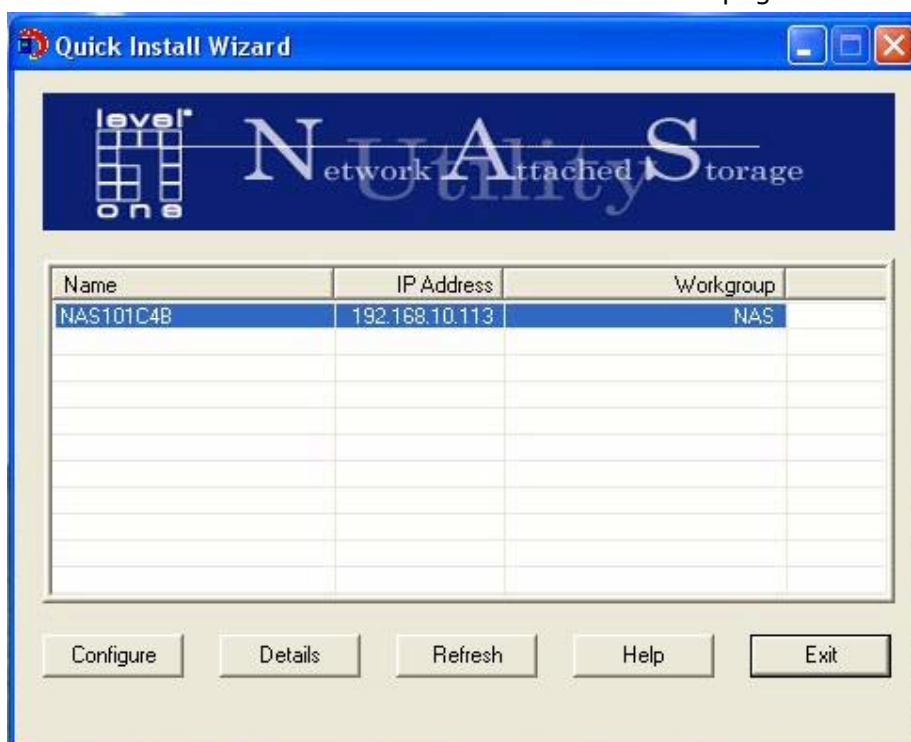 pag
Quick Install Wizard
level
one
Network Attached Storage
Utility
Name IP Address Workgroup
NAS101C4B 192.168.10.113 NAS
Configure Details Refresh Help Exit